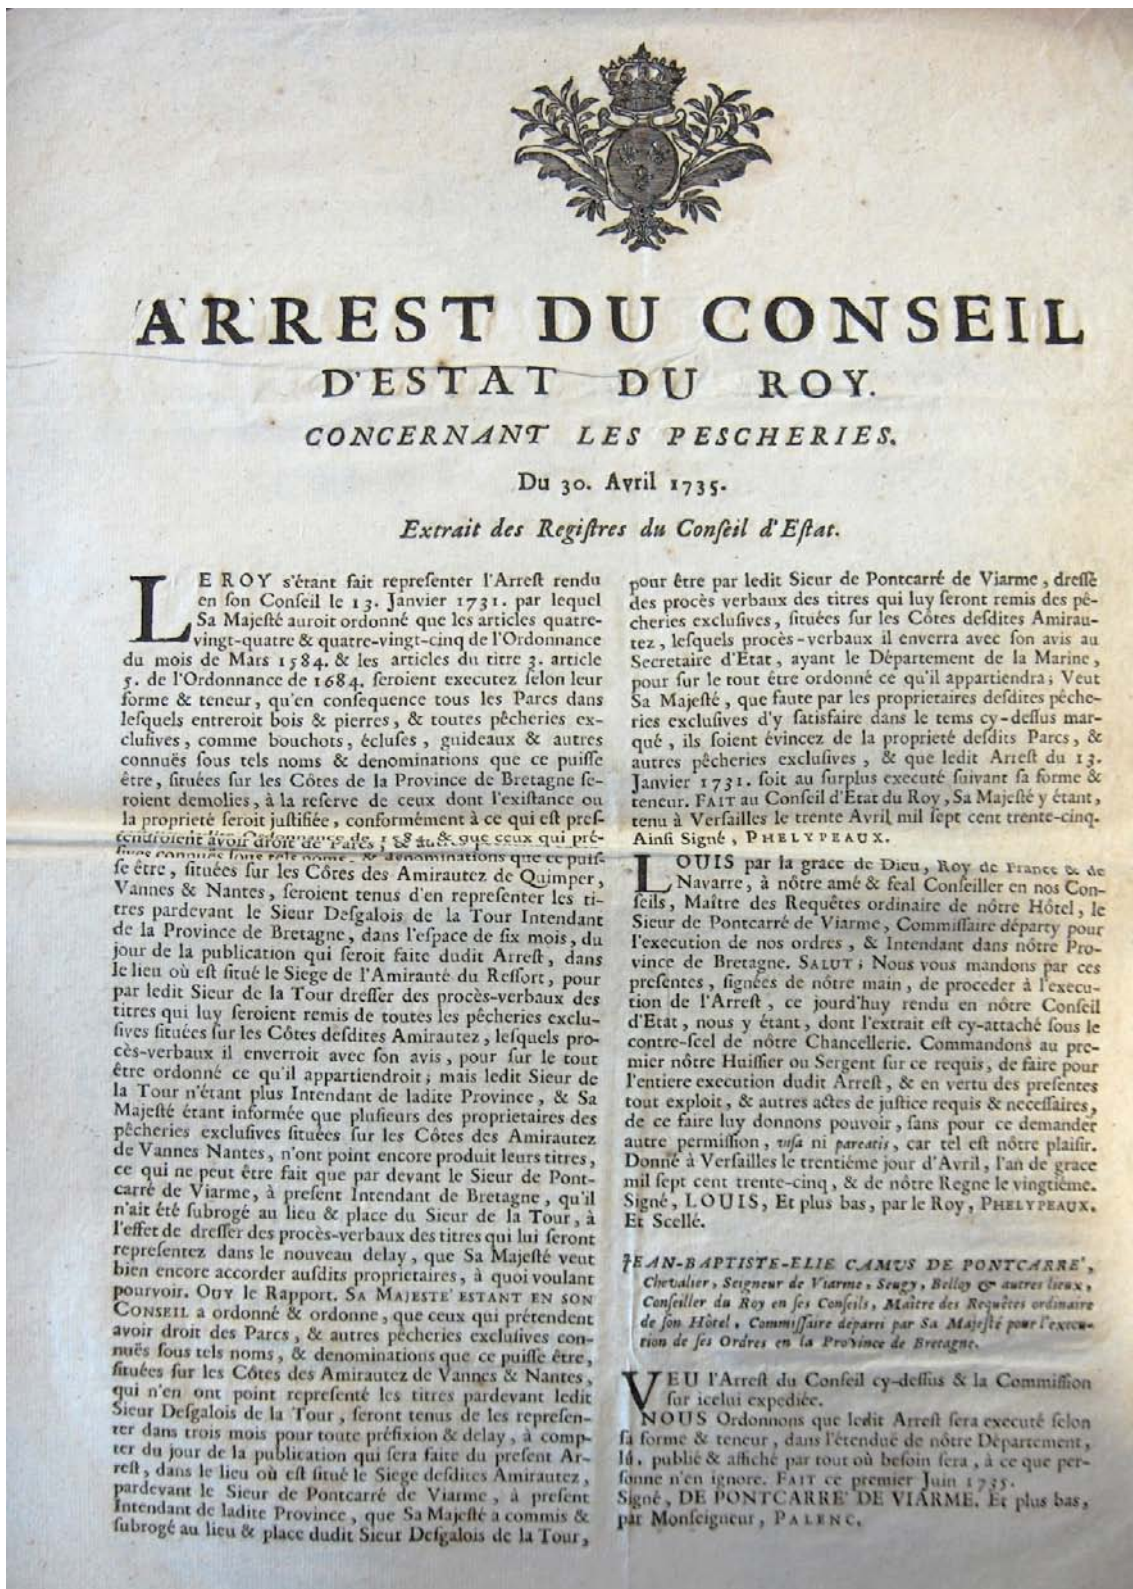 ARREST DU CONSEIL
D'ESTAT DU ROY.
CONCERNANT LES PESCHERIES.
Du 30. Avril 1735.
Extrait des Regiſtres du Conſeil d'Eſtat.
LE ROY s'étant fait repreſenter l'Arreſt rendu
en ſon Conſeil le 13. Janvier 1731. par lequel
Sa Majeſté auroit ordonné que les articles quatre-
vingt-quatre & quatre-vingt-cinq de l'Ordonnance
du mois de Mars 1584. & les articles du titre 3. article
5. de l'Ordonnance de 1684. ſeroient executez ſelon leur
forme & teneur, qu'en conſequence tous les Parcs dans
leſquels entreroit bois & pierres, & toutes pêcheries ex-
cluſives, comme bouchots, écluſes, guideaux & autres
connuës ſous tels noms & denominations que ce puiſſe
être, ſituées ſur les Côtes de la Province de Bretagne ſe-
roient demolies, à la reſerve de ceux dont l'exiſtance ou
la proprieté ſeroit juſtifiée, conformément à ce qui eſt preſ-
tendroient avoir droit de Parcs, & que ceux qui pré-
& denominations que ce puiſ-
ſe être, ſituées ſur les Côtes des Amirautez de Quimper,
Vannes & Nantes, ſeroient tenus d'en repreſenter les ti-
tres pardevant le Sieur Deſgalois de la Tour Intendant
de la Province de Bretagne, dans l'eſpace de ſix mois, du
jour de la publication qui ſeroit faite dudit Arreſt, dans
le lieu où eſt ſitué le Siege de l'Amirauté du Reſſort, pour
par ledit Sieur de la Tour dreſſer des procès-verbaux des
titres qui luy ſeroient remis de toutes les pêcheries exclu-
ſives ſituées ſur les Côtes deſdites Amirautez, leſquels pro-
cès-verbaux il enverroit avec ſon avis, pour ſur le tout
être ordonné ce qu'il appartiendroit; mais ledit Sieur de
la Tour n'étant plus Intendant de ladite Province, & Sa
Majeſté étant informée que pluſieurs des proprietaires des
pêcheries excluſives ſituées ſur les Côtes des Amirautez
de Vannes Nantes, n'ont point encore produit leurs titres,
ce qui ne peut être fait que par devant le Sieur de Pont-
carré de Viarme, à preſent Intendant de Bretagne, qu'il
n'ait été ſubrogé au lieu & place du Sieur de la Tour, à
l'effet de dreſſer des procès-verbaux des titres qui lui ſeront
repreſentez dans le nouveau delay, que Sa Majeſté veut
bien encore accorder auſdits proprietaires, à quoi voulant
pourvoir. OUY le Rapport. SA MAJESTE' ESTANT EN SON
CONSEIL a ordonné & ordonne, que ceux qui prétendent
avoir droit des Parcs, & autres pêcheries excluſives con-
nuës ſous tels noms, & denominations que ce puiſſe être,
ſituées ſur les Côtes des Amirautez de Vannes & Nantes,
qui n'en ont point repreſenté les titres pardevant ledit
Sieur Deſgalois de la Tour, ſeront tenus de les repreſen-
ter dans trois mois pour toute préfixion & delay, à comp-
ter du jour de la publication qui ſera faite du preſent Ar-
reſt, dans le lieu où eſt ſitué le Siege deſdites Amirautez,
pardevant le Sieur de Pontcarré de Viarme, à preſent
Intendant de ladite Province, que Sa Majeſté a commis &
ſubrogé au lieu & place dudit Sieur Deſgalois de la Tour,
pour être par ledit Sieur de Pontcarré de Viarme, dreſſé
des procès verbaux des titres qui luy ſeront remis des pê-
cheries excluſives, ſituées ſur les Côtes deſdites Amirau-
tez, leſquels procès-verbaux il enverra avec ſon avis au
Secretaire d'Etat, ayant le Département de la Marine,
pour ſur le tout être ordonné ce qu'il appartiendra; Veut
Sa Majeſté, que faute par les proprietaires deſdites pêche-
ries excluſives d'y ſatisfaire dans le tems cy-deſſus mar-
qué, ils ſoient évincez de la proprieté deſdits Parcs, &
autres pêcheries excluſives, & que ledit Arreſt du 13.
Janvier 1731. ſoit au ſurplus executé ſuivant ſa forme &
teneur. FAIT au Conſeil d'Etat du Roy, Sa Majeſté y étant,
tenu à Verſailles le trente Avril mil ſept cent trente-cinq.
Ainſi Signé, PHELYPEAUX.
LOUIS par la grace de Dieu, Roy de France & de
Navarre, à nôtre amé & feal Conſeiller en nos Con-
ſeils, Maître des Requêtes ordinaire de nôtre Hôtel, le
Sieur de Pontcarré de Viarme, Commiſſaire départy pour
l'execution de nos ordres, & Intendant dans nôtre Pro-
vince de Bretagne. SALUT; Nous vous mandons par ces
preſentes, ſignées de nôtre main, de proceder à l'execu-
tion de l'Arreſt, ce jourd'huy rendu en nôtre Conſeil
d'Etat, nous y étant, dont l'extrait eſt cy-attaché ſous le
contre-ſcel de nôtre Chancellerie. Commandons au pre-
mier nôtre Huiſſier ou Sergent ſur ce requis, de faire pour
l'entiere execution dudit Arreſt, & en vertu des preſentes
tout exploit, & autres actes de juſtice requis & neceſſaires,
de ce faire luy donnons pouvoir, ſans pour ce demander
autre permiſſion, viſa ni pareatis, car tel eſt nôtre plaiſir.
Donné à Verſailles le trentiéme jour d'Avril, l'an de grace
mil ſept cent trente-cinq, & de nôtre Regne le vingtiéme.
Signé, LOUIS, Et plus bas, par le Roy, PHELYPEAUX.
Et Scellé.
JEAN-BAPTISTE-ELIE CAMUS DE PONTCARRE',
Chevalier, Seigneur de Viarme, Seugy, Belloy & autres lieux,
Conſeiller du Roy en ſes Conſeils, Maître des Requêtes ordinaire
de ſon Hôtel, Commiſſaire départi par Sa Majeſté pour l'execu-
tion de ſes Ordres en la Province de Bretagne.
VEU l'Arreſt du Conſeil cy-deſſus & la Commiſſion
ſur icelui expediée.
NOUS Ordonnons que ledit Arreſt ſera executé ſelon
ſa forme & teneur, dans l'étenduë de nôtre Département,
lû, publié & affiché par tout où beſoin ſera, à ce que per-
ſonne n'en ignore. FAIT ce premier Juin 1735.
Signé, DE PONTCARRE' DE VIARME. Et plus bas,
par Monſeigneur, PALENC.